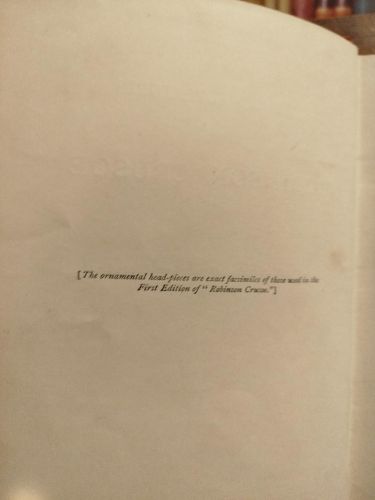 [The ornamental head-pieces are exact facsimiles of those used in the
First Edition of "Robinson Crusoe."]